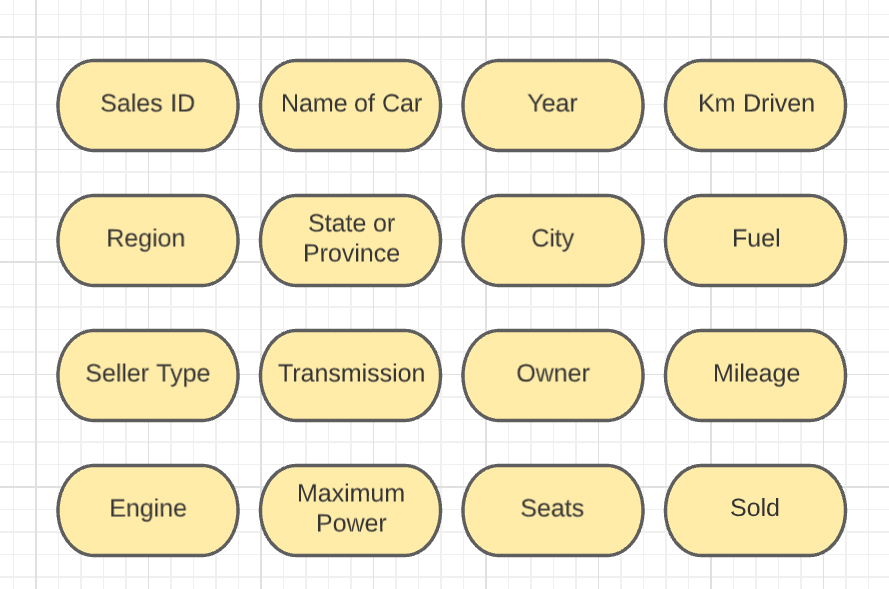 Sales ID
Name of Car
Year
Km Driven
Region
State or
Province
City
Fuel
Seller Type
Transmission
Owner
Mileage
Engine
Maximum
Power
Seats
Sold